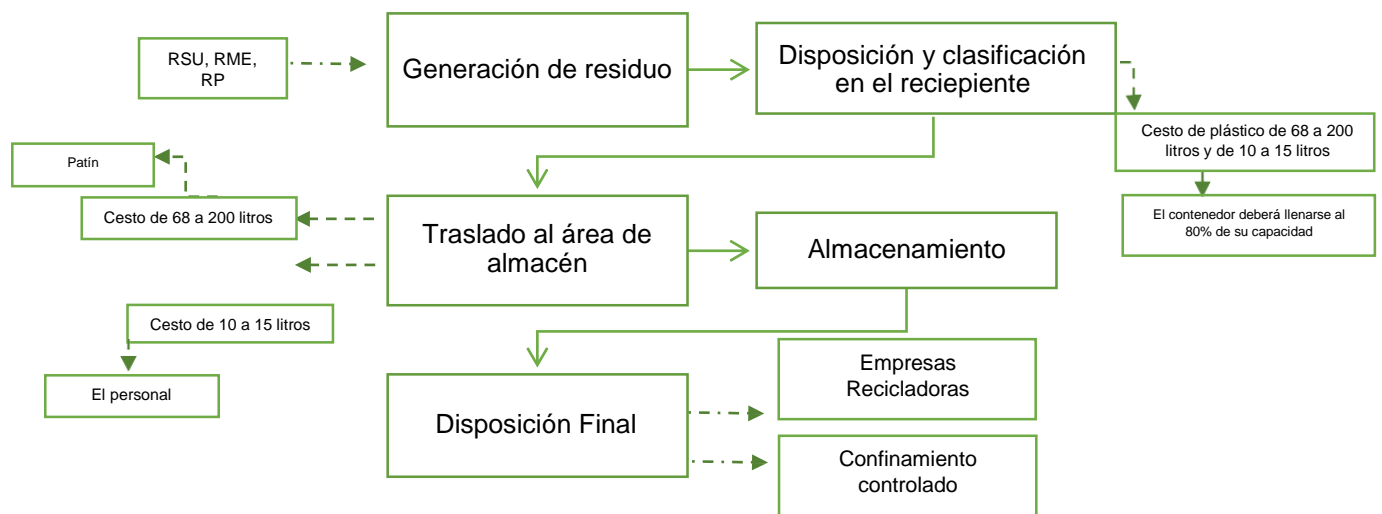 RSU, RME,
RP
Generación de residuo
Disposición y clasificación
en el reciepiente
Cesto de plástico de 68 a 200
litros y de 10 a 15 litros
El contenedor deberá llenarse al
80% de su capacidad
Patín
Cesto de 68 a 200 litros
Traslado al área de
almacén
Almacenamiento
Cesto de 10 a 15 litros
El personal
Disposición Final
Empresas
Recicladoras
Confinamiento
controlado